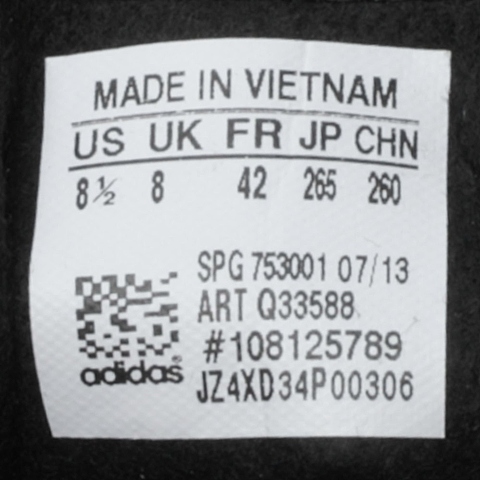 MADE IN VIETNAM
US UK FR JP CHN
8½ 8 42 265 260
SPG 753001 07/13
ART Q33588
#108125789
adidas®
JZ4XD34P00306